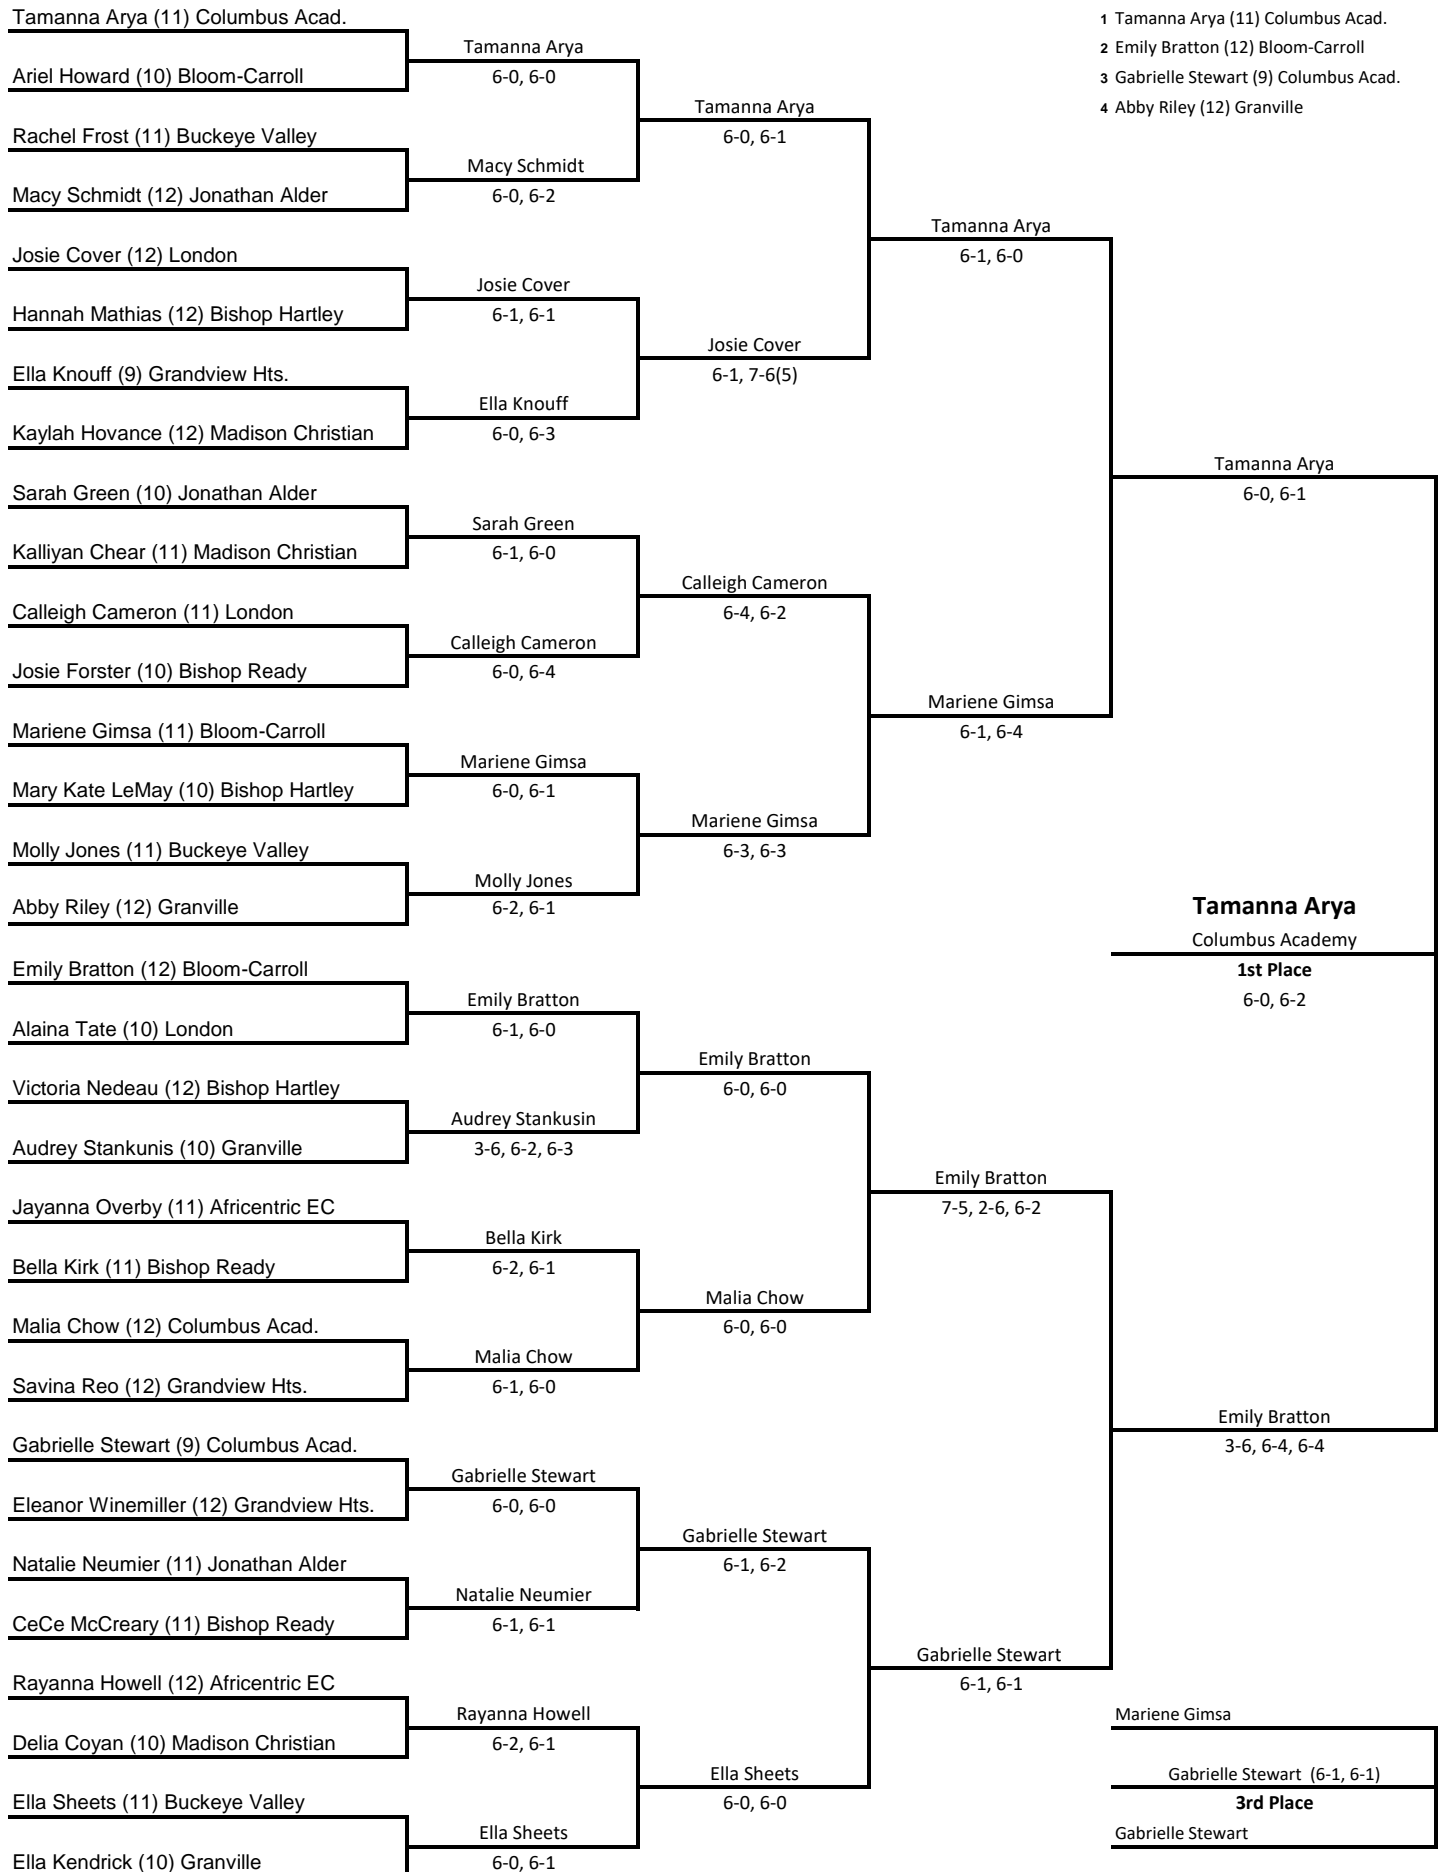 Tamanna Arya (11) Columbus Acad.
Ariel Howard (10) Bloom-Carroll
Rachel Frost (11) Buckeye Valley
Macy Schmidt (12) Jonathan Alder
Josie Cover (12) London
Hannah Mathias (12) Bishop Hartley
Ella Knouff (9) Grandview Hts.
Kaylah Hovance (12) Madison Christian
Sarah Green (10) Jonathan Alder
Kalliyan Chear (11) Madison Christian
Calleigh Cameron (11) London
Josie Forster (10) Bishop Ready
Mariene Gimsa (11) Bloom-Carroll
Mary Kate LeMay (10) Bishop Hartley
Molly Jones (11) Buckeye Valley
Abby Riley (12) Granville
Emily Bratton (12) Bloom-Carroll
Alaina Tate (10) London
Victoria Nedeau (12) Bishop Hartley
Audrey Stankunis (10) Granville
Jayanna Overby (11) Africentric EC
Bella Kirk (11) Bishop Ready
Malia Chow (12) Columbus Acad.
Savina Reo (12) Grandview Hts.
Gabrielle Stewart (9) Columbus Acad.
Eleanor Winemiller (12) Grandview Hts.
Natalie Neumier (11) Jonathan Alder
CeCe McCreary (11) Bishop Ready
Rayanna Howell (12) Africentric EC
Delia Coyan (10) Madison Christian
Ella Sheets (11) Buckeye Valley
Ella Kendrick (10) Granville
Tamanna Arya
6-0, 6-0
Macy Schmidt
6-0, 6-2
Josie Cover
6-1, 6-1
Ella Knouff
6-0, 6-3
Sarah Green
6-1, 6-0
Calleigh Cameron
6-0, 6-4
Mariene Gimsa
6-0, 6-1
Molly Jones
6-2, 6-1
Emily Bratton
6-1, 6-0
Audrey Stankusin
3-6, 6-2, 6-3
Bella Kirk
6-2, 6-1
Malia Chow
6-1, 6-0
Gabrielle Stewart
6-0, 6-0
Natalie Neumier
6-1, 6-1
Rayanna Howell
6-2, 6-1
Ella Sheets
6-0, 6-1
Tamanna Arya
6-0, 6-1
Josie Cover
6-1, 7-6(5)
Calleigh Cameron
6-4, 6-2
Mariene Gimsa
6-3, 6-3
Emily Bratton
6-0, 6-0
Malia Chow
6-0, 6-0
Gabrielle Stewart
6-1, 6-2
Ella Sheets
6-0, 6-0
Tamanna Arya
6-1, 6-0
Mariene Gimsa
6-1, 6-4
Emily Bratton
7-5, 2-6, 6-2
Gabrielle Stewart
6-1, 6-1
1 Tamanna Arya (11) Columbus Acad.
2 Emily Bratton (12) Bloom-Carroll
3 Gabrielle Stewart (9) Columbus Acad.
4 Abby Riley (12) Granville
Tamanna Arya
6-0, 6-1
Tamanna Arya
Columbus Academy
1st Place
6-0, 6-2
Emily Bratton
3-6, 6-4, 6-4
Mariene Gimsa
Gabrielle Stewart (6-1, 6-1)
3rd Place
Gabrielle Stewart